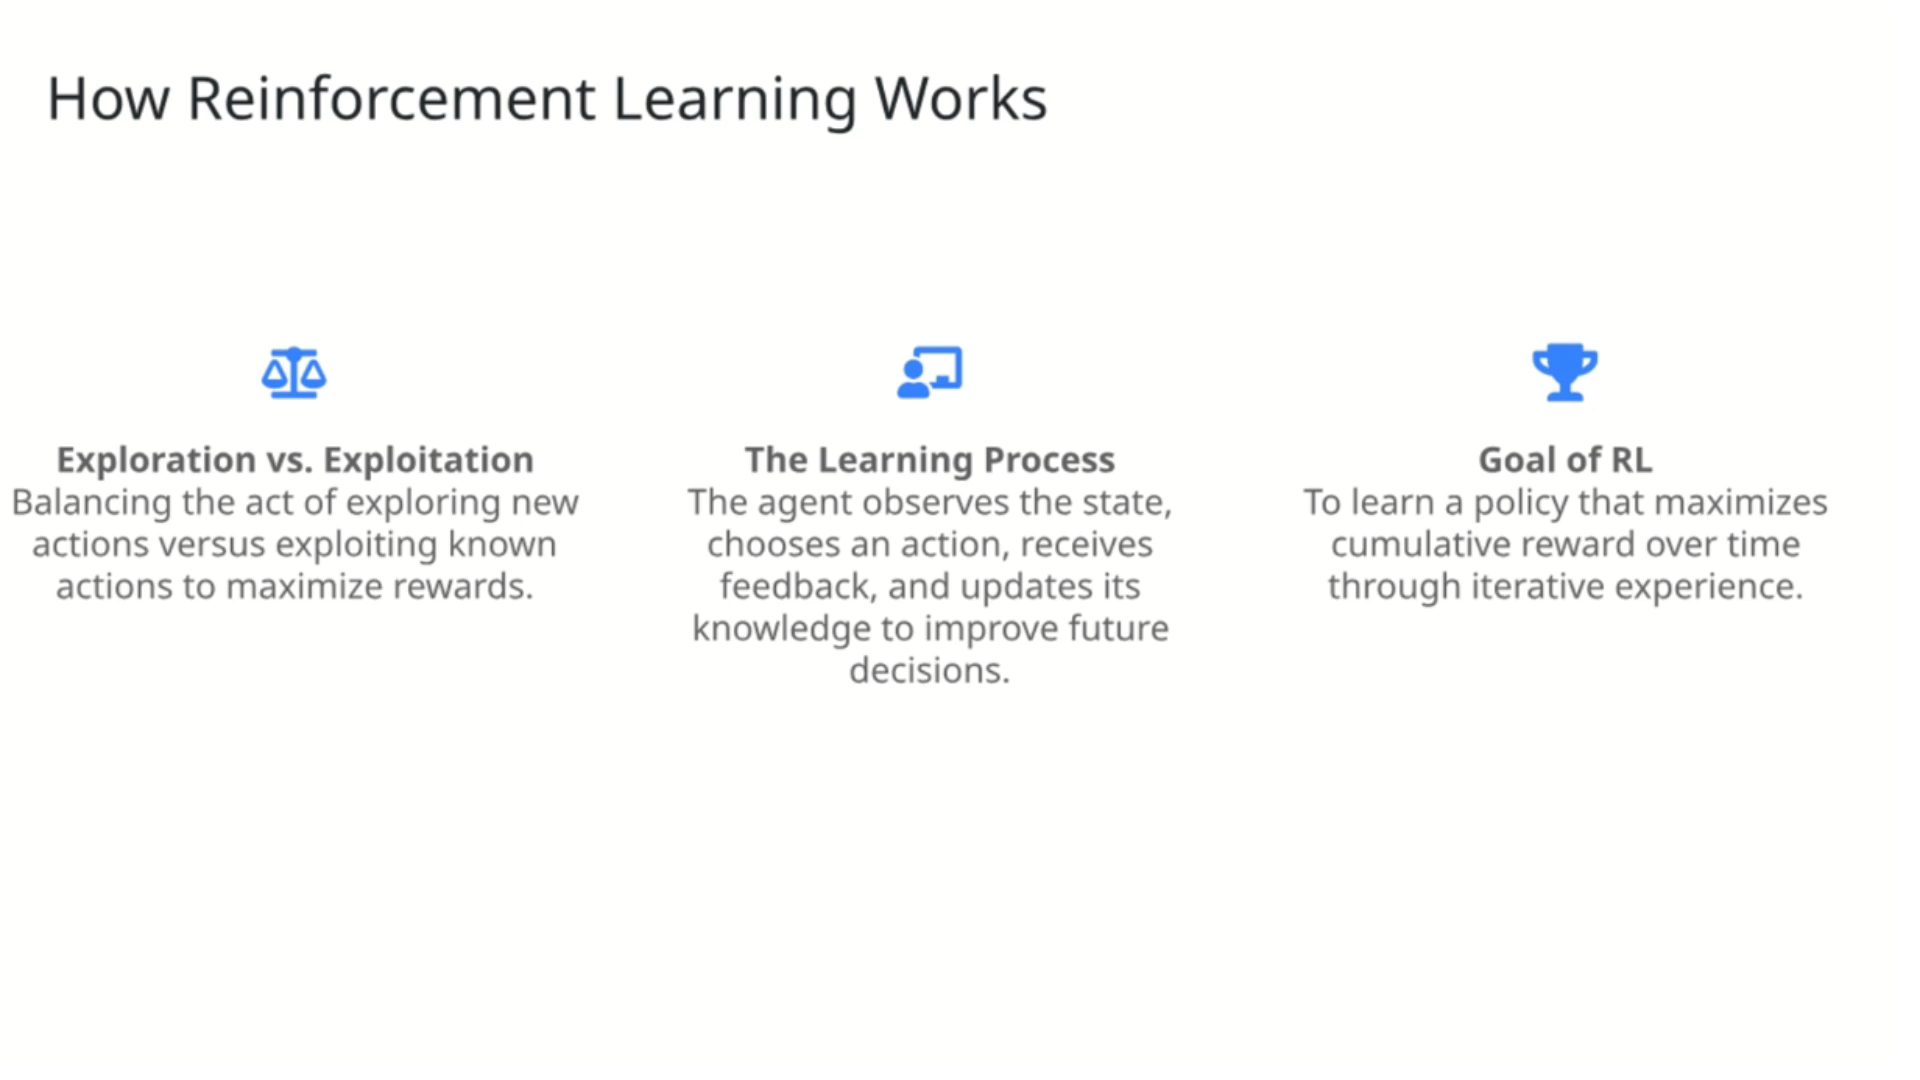 How Reinforcement Learning Works
Exploration vs. Exploitation
Balancing the act of exploring new
actions versus exploiting known
actions to maximize rewards.
The Learning Process
The agent observes the state,
chooses an action, receives
feedback, and updates its
knowledge to improve future
decisions.
Goal of RL
To learn a policy that maximizes
cumulative reward over time
through iterative experience.